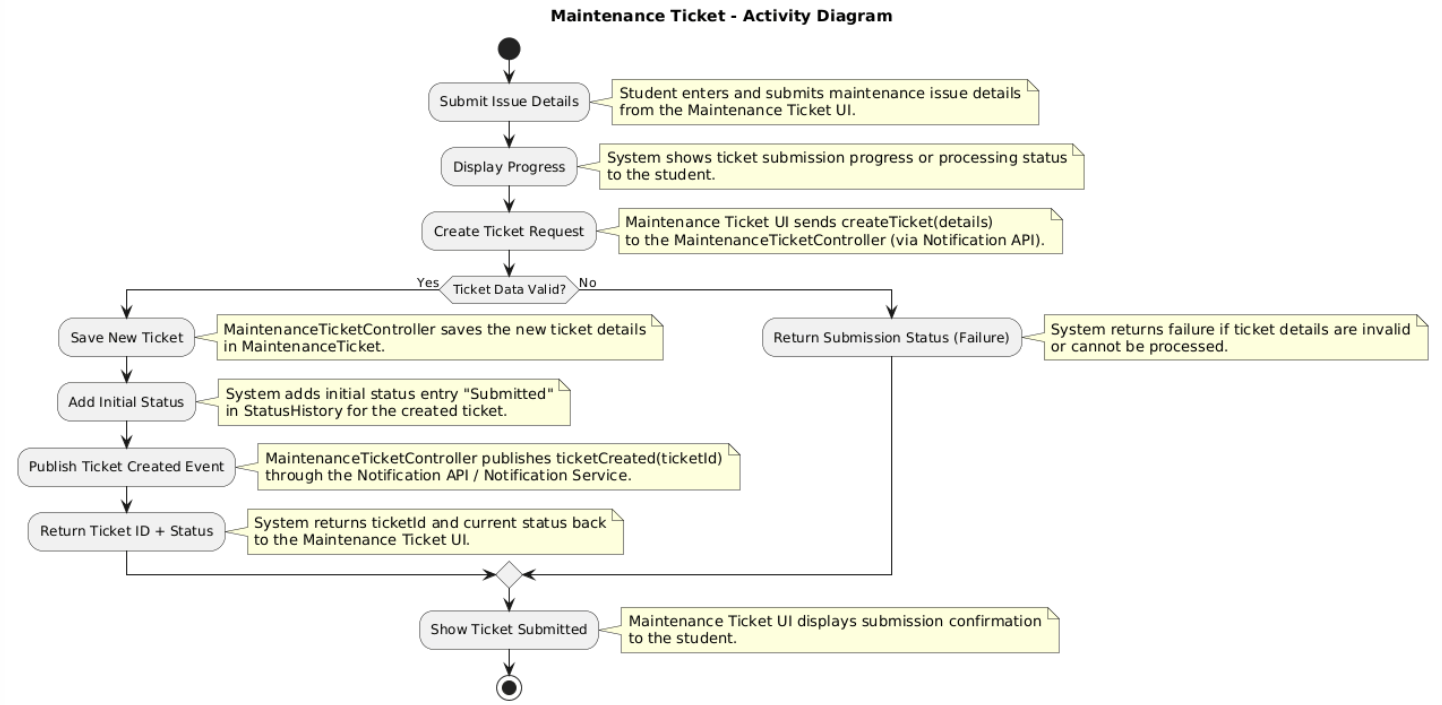 Maintenance Ticket - Activity Diagram
Submit Issue Details
Student enters and submits maintenance issue details
from the Maintenance Ticket UI.
Display Progress
System shows ticket submission progress or processing status
to the student.
Create Ticket Request
Maintenance Ticket UI sends createTicket(details)
to the MaintenanceTicketController (via Notification API).
Yes
Ticket Data Valid?
No
Save New Ticket
MaintenanceTicketController saves the new ticket details
in MaintenanceTicket.
Return Submission Status (Failure)
System returns failure if ticket details are invalid
or cannot be processed.
Add Initial Status
System adds initial status entry "Submitted"
in StatusHistory for the created ticket.
Publish Ticket Created Event
MaintenanceTicketController publishes ticketCreated(ticketId)
through the Notification API / Notification Service.
Return Ticket ID + Status
System returns ticketId and current status back
to the Maintenance Ticket UI.
Show Ticket Submitted
Maintenance Ticket UI displays submission confirmation
to the student.